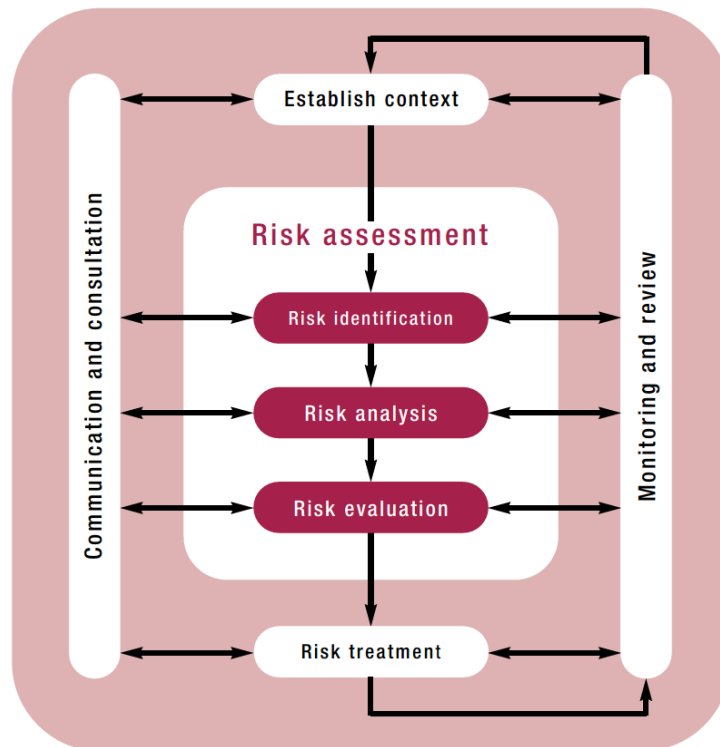 Establish context
Communication and consultation
Risk assessment
Monitoring and review
Risk identification
Risk analysis
Risk evaluation
Risk treatment